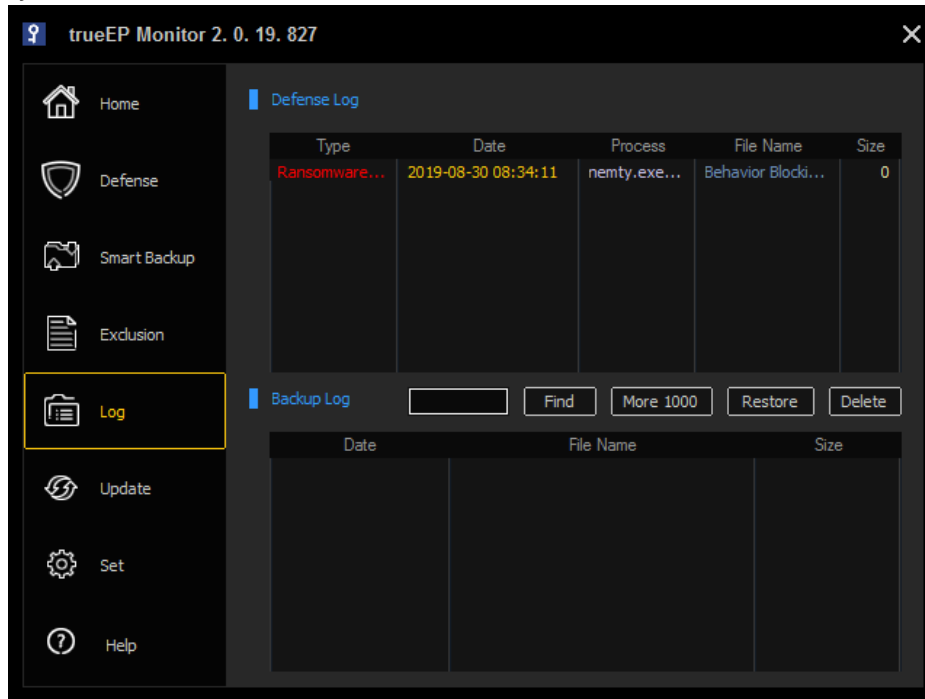 trueEP Monitor 2. 0. 19. 827
Home
Defense
Smart Backup
Exclusion
Log
Update
Set
Help
Defense Log
Type Date Process File Name Size
Ransomware... 2019-08-30 08:34:11 nemty.exe... Behavior Blocki... 0
Backup Log Find More 1000 Restore Delete
Date File Name Size